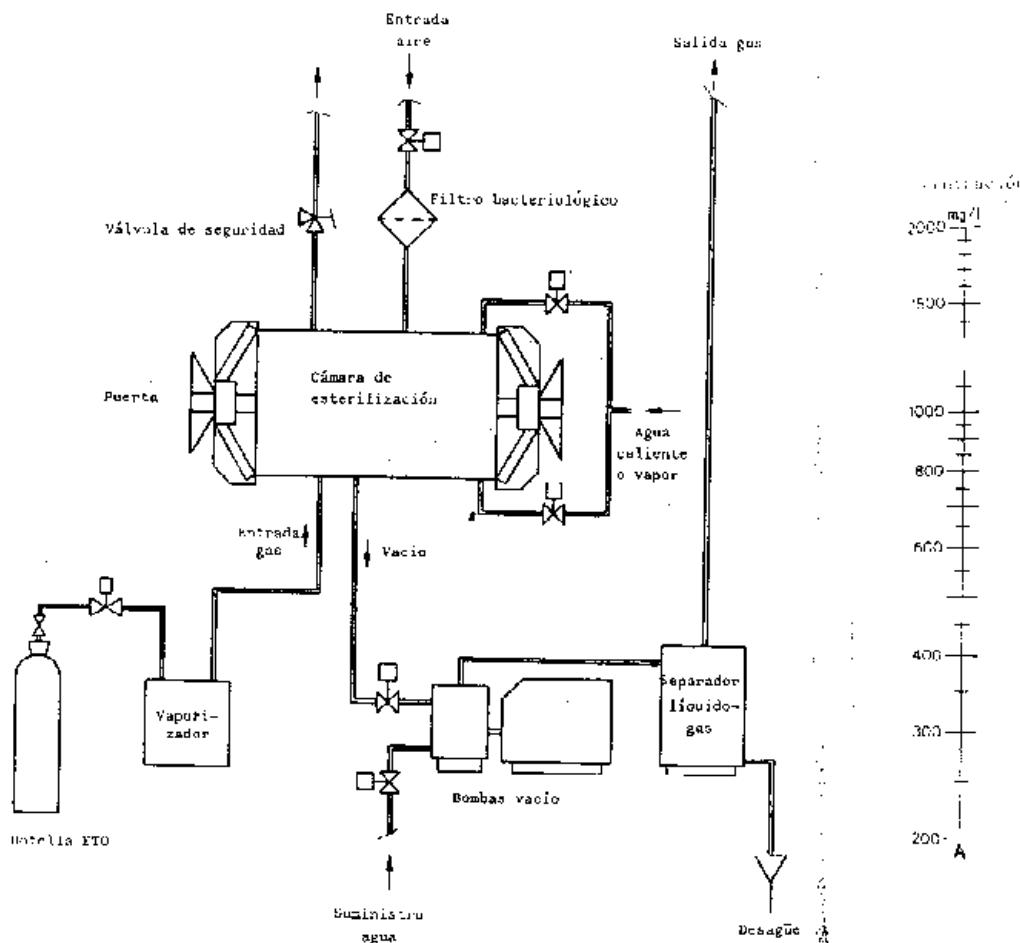 Entrada
aire
Salida gas
Filtro bacteriológico
Válvula de seguridad
mg/l
2000
1500
Puerta
Cámara de
esterilización
1000
Agua
caliente
o vapor
800
Entrada
gas
Vacio
600
400
Separador
líquido-
gas
Vapori-
zador
300
Bombas vacio
200
A
Botella ETO
Suministro
agua
Desagüe